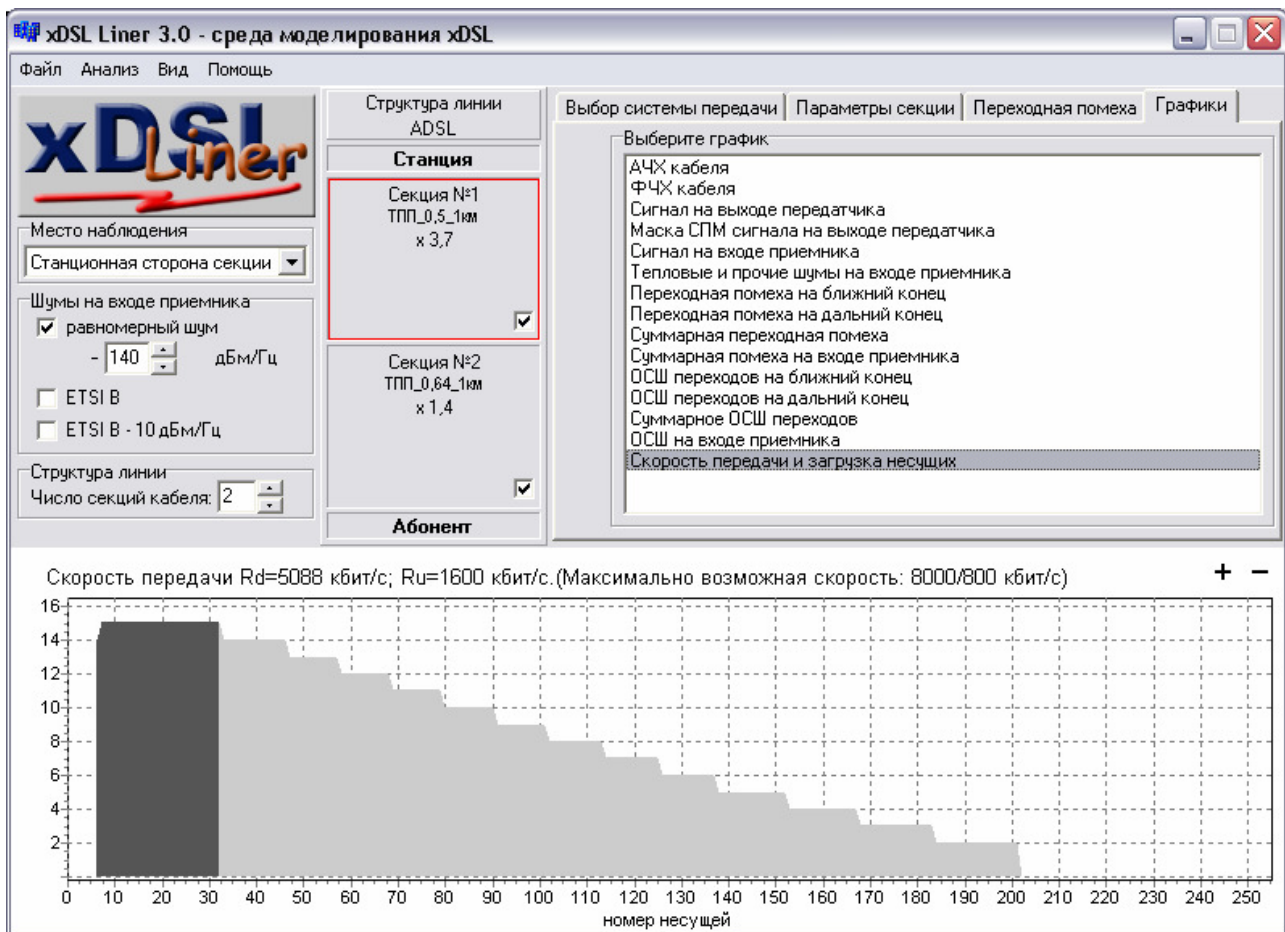 xDSL Liner 3.0 - среда моделирования xDSL
Файл Анализ Вид Помощь
xDSL
Liner
Место наблюдения
Станционная сторона секции
Шумы на входе приемника
равномерный шум
- 140 дБм/Гц
ETSI B
ETSI B - 10 дБм/Гц
Структура линии
Число секций кабеля: 2
Структура линии
ADSL
Станция
Секция №1
ТПП_0,5_1км
x 3,7
Секция №2
ТПП_0,64_1км
x 1,4
Абонент
Выбор системы передачи Параметры секции Переходная помеха Графики
Выберите график
АЧХ кабеля
ФЧХ кабеля
Сигнал на выходе передатчика
Маска СПМ сигнала на выходе передатчика
Сигнал на входе приемника
Тепловые и прочие шумы на входе приемника
Переходная помеха на ближний конец
Переходная помеха на дальний конец
Суммарная переходная помеха
Суммарная помеха на входе приемника
ОСШ переходов на ближний конец
ОСШ переходов на дальний конец
Суммарное ОСШ переходов
ОСШ на входе приемника
Скорость передачи и загрузка несущих
Скорость передачи Rd=5088 кбит/с; Ru=1600 кбит/с.(Максимально возможная скорость: 8000/800 кбит/с)
+ −
16
14
12
10
8
6
4
2
0 10 20 30 40 50 60 70 80 90 100 110 120 130 140 150 160 170 180 190 200 210 220 230 240 250
номер несущей